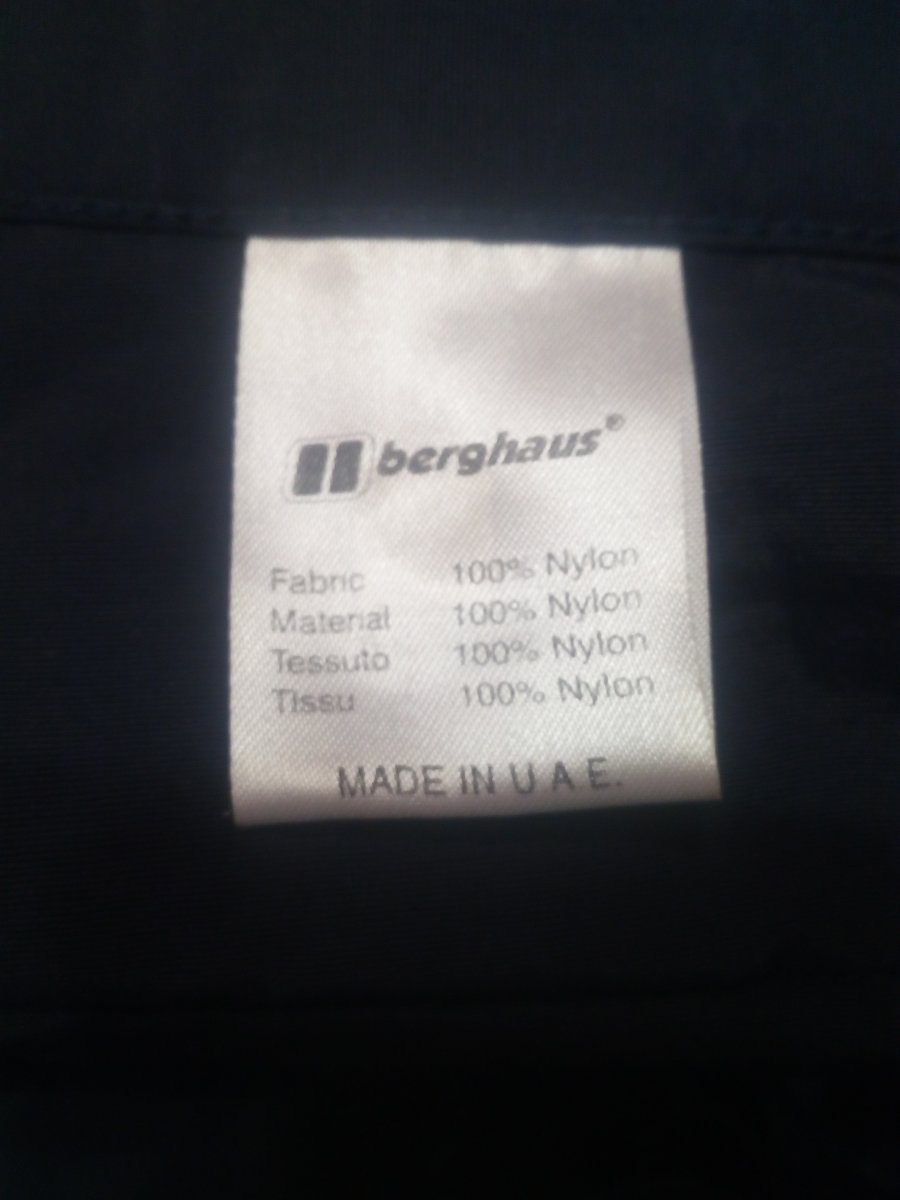 berghaus®
Fabric 100% Nylon
Material 100% Nylon
Tessuto 100% Nylon
Tissu 100% Nylon
MADE IN U A E.